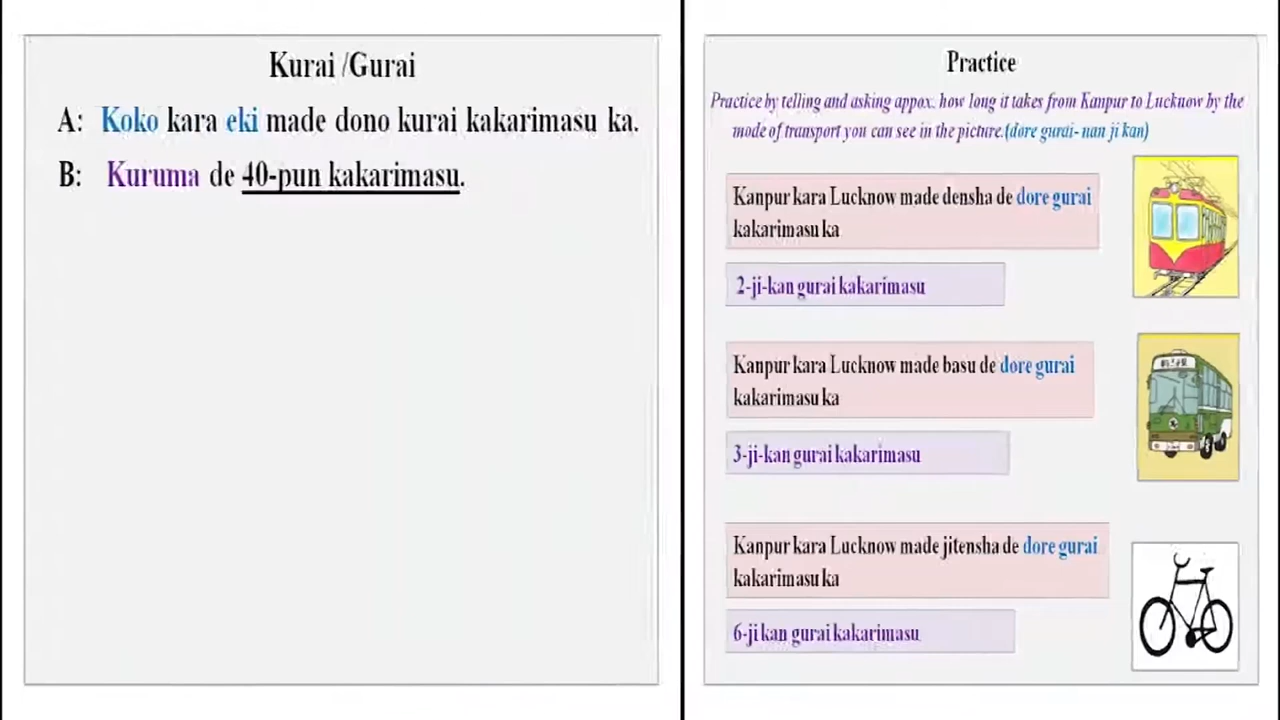 Kurai /Gurai
A: Koko kara eki made dono kurai kakarimasu ka.
B: Kuruma de 40-pun kakarimasu.
Practice
Practice by telling and asking appox. how long it takes from Kanpur to Lucknow by the
mode of transport you can see in the picture.(dore gurai- nan ji kan)
Kanpur kara Lucknow made densha de dore gurai
kakarimasu ka
2-ji-kan gurai kakarimasu
Kanpur kara Lucknow made basu de dore gurai
kakarimasu ka
3-ji-kan gurai kakarimasu
Kanpur kara Lucknow made jitensha de dore gurai
kakarimasu ka
6-ji kan gurai kakarimasu